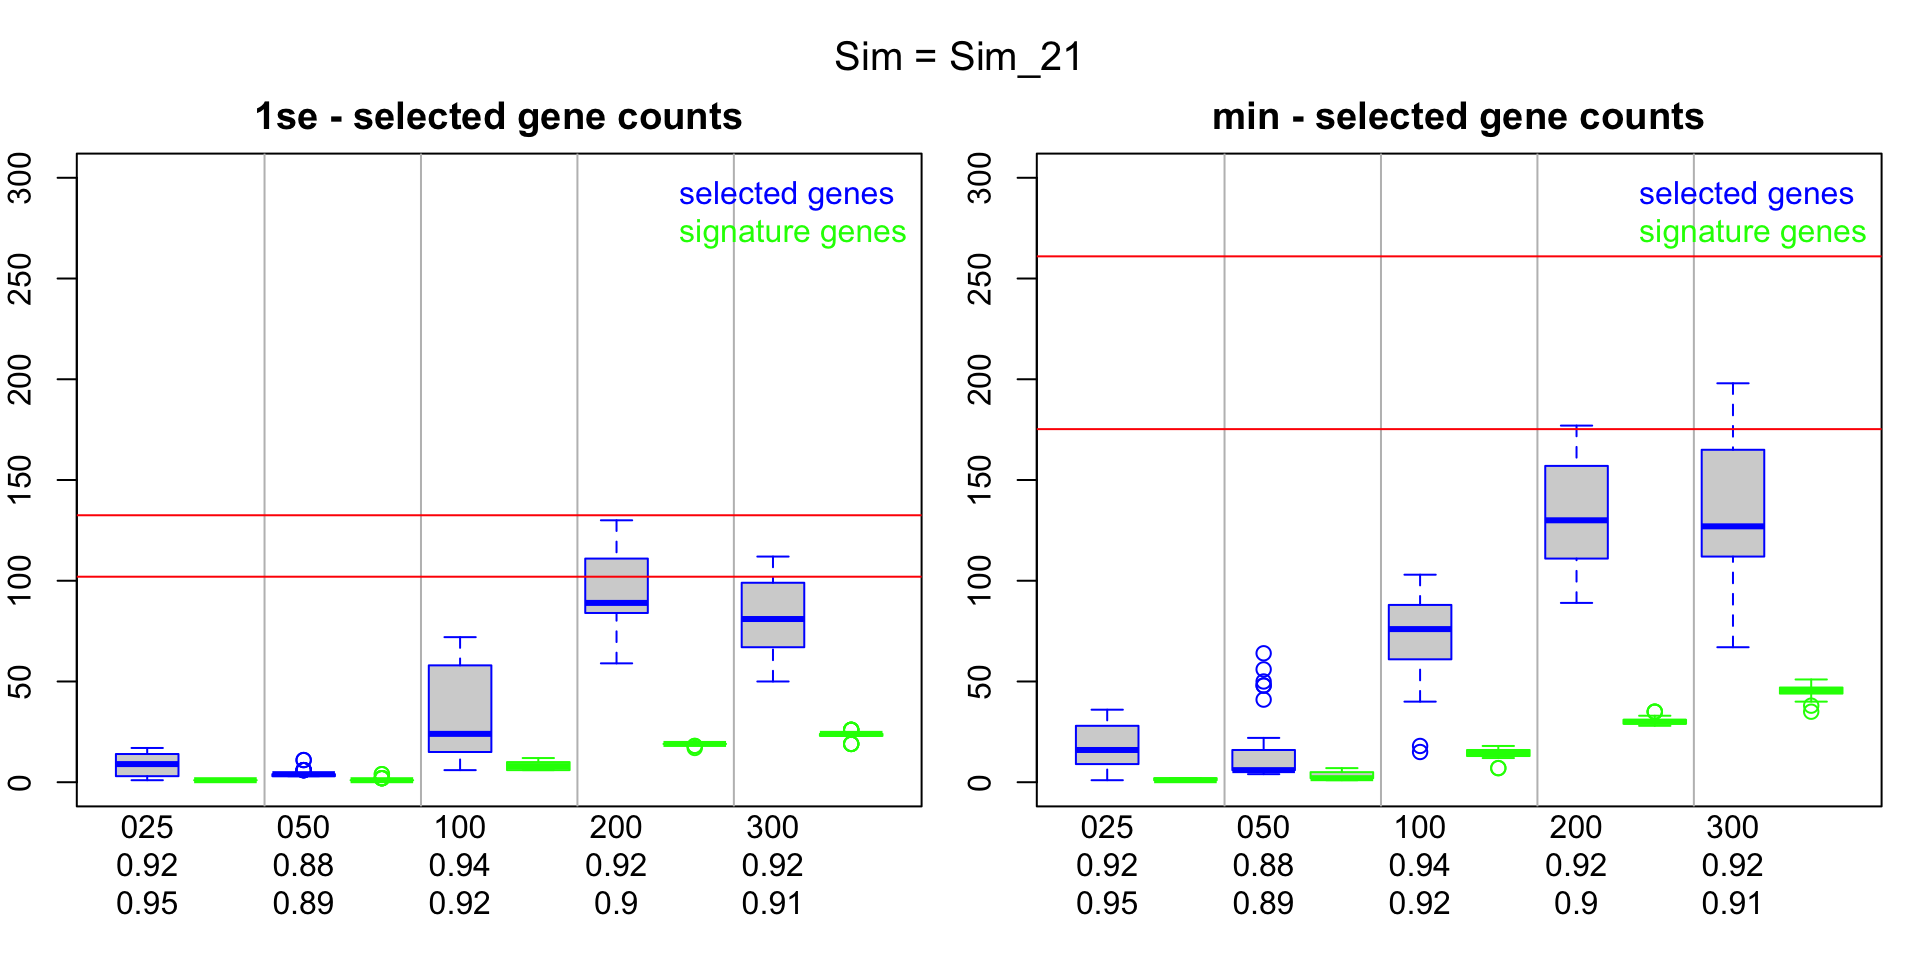 Sim = Sim_21
1se - selected gene counts
selected genes
signature genes
300
250
200
150
100
50
0
025 050 100 200 300
0.92 0.88 0.94 0.92 0.92
0.95 0.89 0.92 0.9 0.91
min - selected gene counts
selected genes
signature genes
300
250
200
150
100
50
0
025 050 100 200 300
0.92 0.88 0.94 0.92 0.92
0.95 0.89 0.92 0.9 0.91